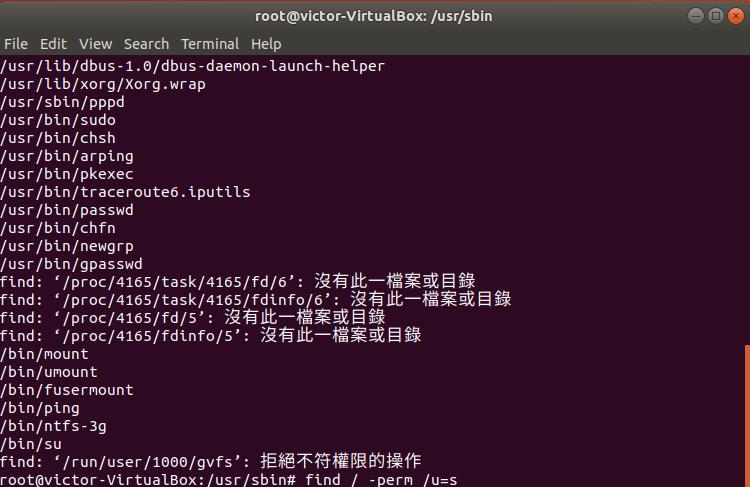 root@victor-VirtualBox: /usr/sbin
File Edit View Search Terminal Help
/usr/lib/dbus-1.0/dbus-daemon-launch-helper
/usr/lib/xorg/Xorg.wrap
/usr/sbin/pppd
/usr/bin/sudo
/usr/bin/chsh
/usr/bin/arping
/usr/bin/pkexec
/usr/bin/traceroute6.iputils
/usr/bin/passwd
/usr/bin/chfn
/usr/bin/newgrp
/usr/bin/gpasswd
find: ‘/proc/4165/task/4165/fd/6’: 沒有此一檔案或目錄
find: ‘/proc/4165/task/4165/fdinfo/6’: 沒有此一檔案或目錄
find: ‘/proc/4165/fd/5’: 沒有此一檔案或目錄
find: ‘/proc/4165/fdinfo/5’: 沒有此一檔案或目錄
/bin/mount
/bin/umount
/bin/fusermount
/bin/ping
/bin/ntfs-3g
/bin/su
find: ‘/run/user/1000/gvfs’: 拒絕不符權限的操作
root@victor-VirtualBox:/usr/sbin# find / -perm /u=s